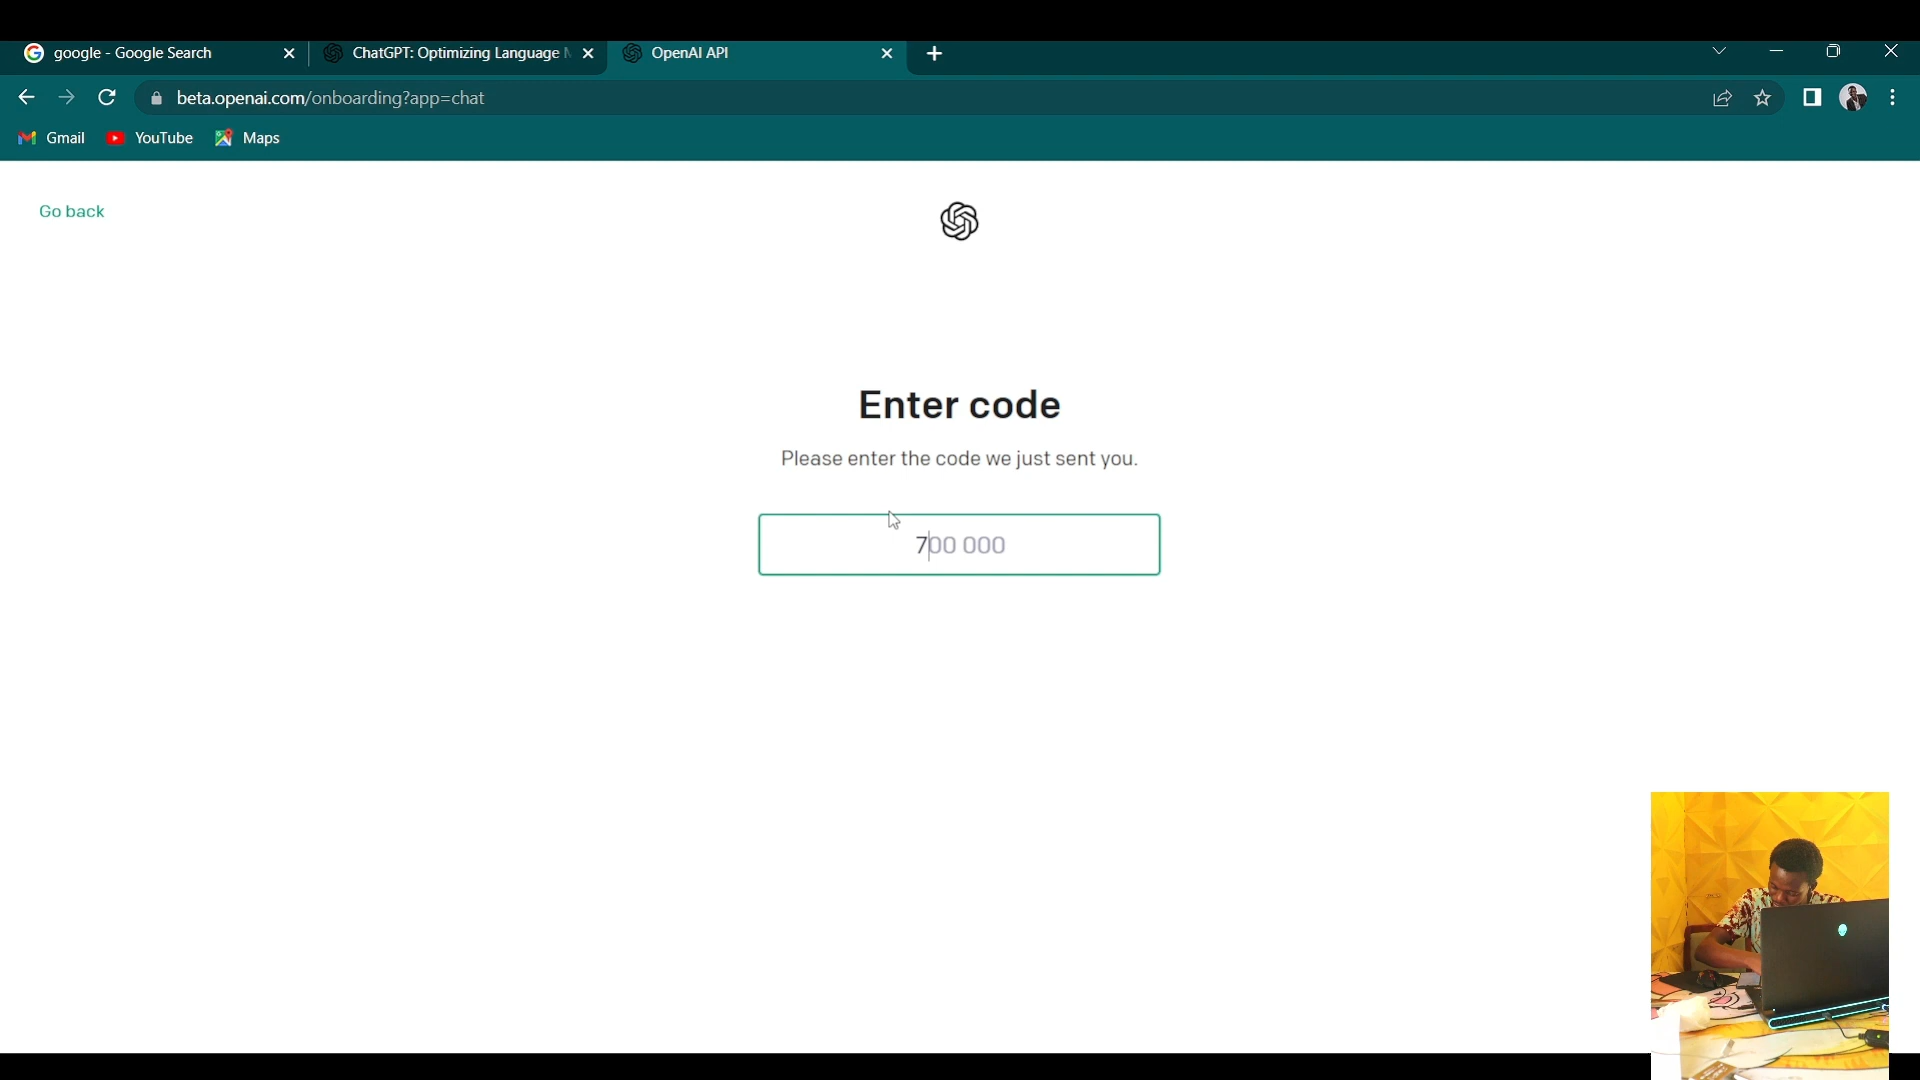 google - Google Search
ChatGPT: Optimizing Language
OpenAI API
beta.openai.com/onboarding?app=chat
Gmail
YouTube
Maps
Go back
Enter code
Please enter the code we just sent you.
700 000